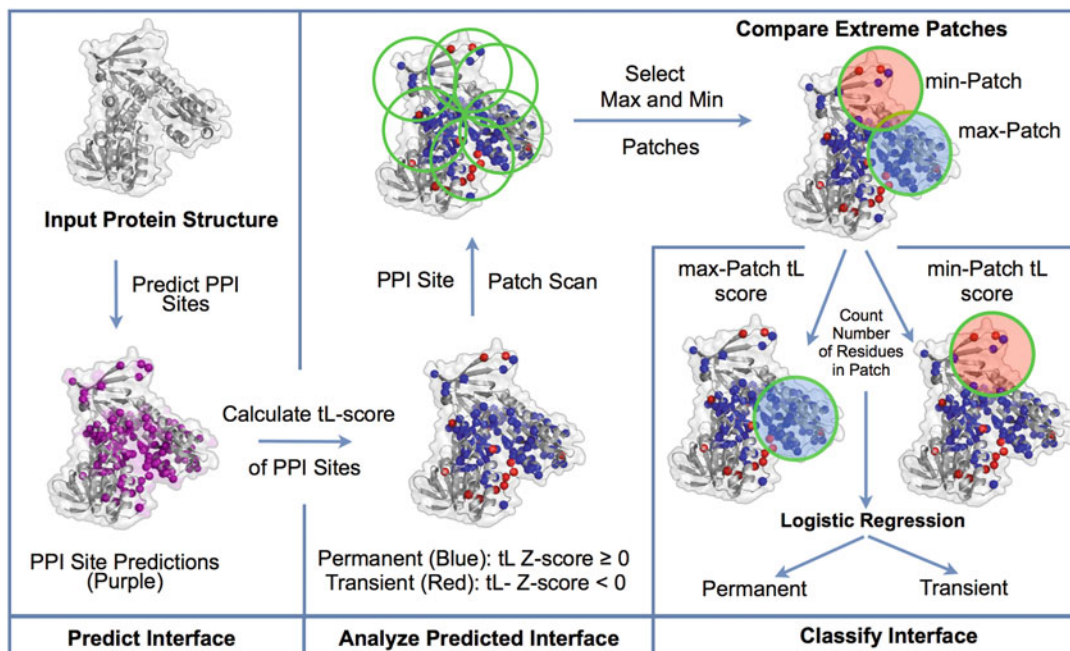 Input Protein Structure
Predict PPI
Sites
PPI Site Predictions
(Purple)
Predict Interface
Calculate tL-score
of PPI Sites
PPI Site
Patch Scan
Permanent (Blue): tL Z-score ≥ 0
Transient (Red): tL- Z-score < 0
Analyze Predicted Interface
Select
Max and Min
Patches
Compare Extreme Patches
min-Patch
max-Patch
max-Patch tL
score
Count
Number
of Residues
in Patch
min-Patch tL
score
Logistic Regression
Permanent
Transient
Classify Interface